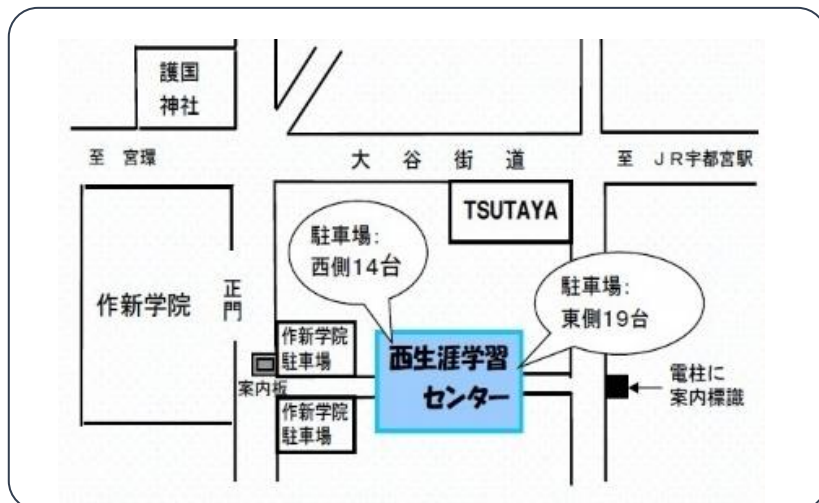 護国
神社
至 宮環
大 谷 街 道
至 JR宇都宮駅
TSUTAYA
駐車場:
西側14台
駐車場:
東側19台
作新学院
正
門
作新学院
駐車場
案内板
西生涯学習
センター
電柱に
案内標識
作新学院
駐車場